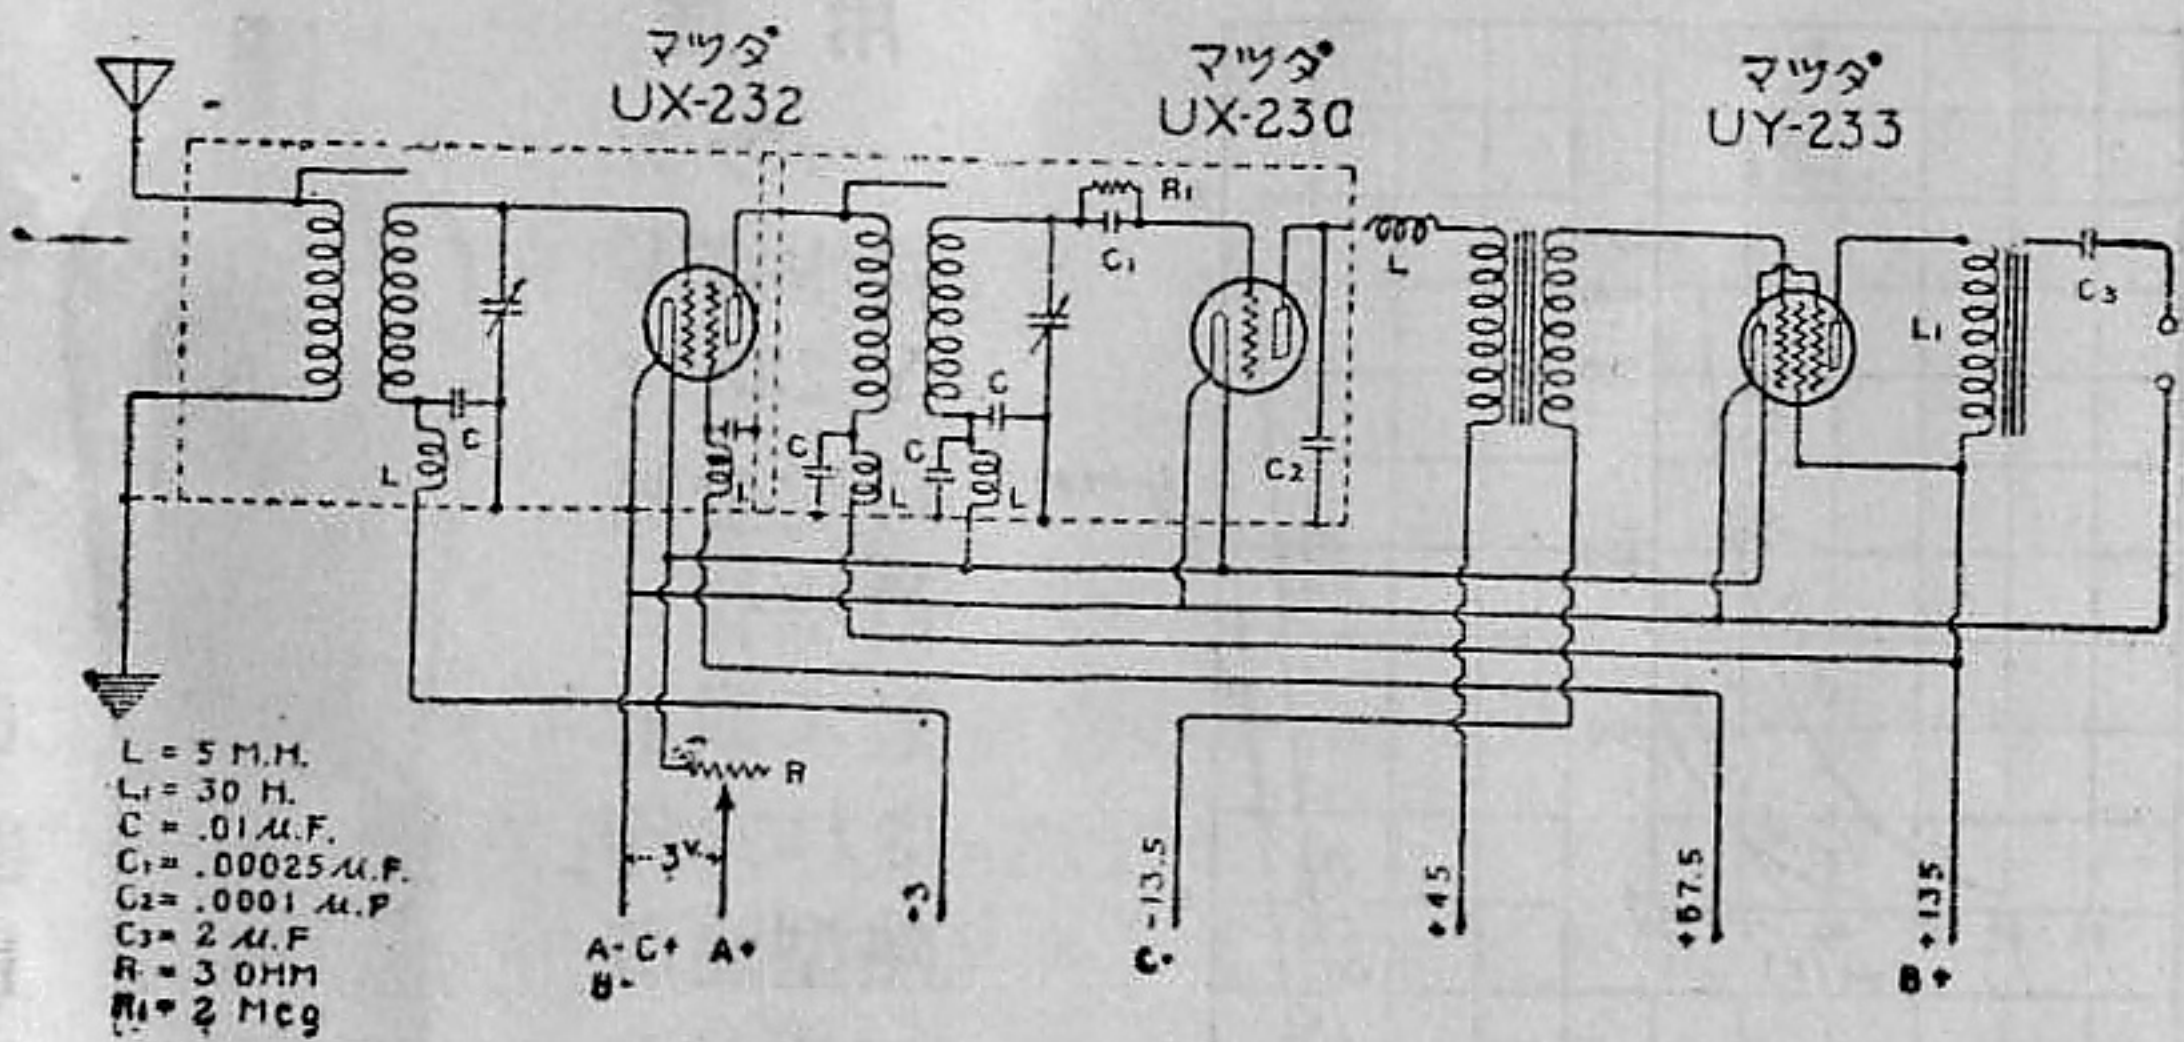 マツダ
UX-232
マツダ
UX-230
マツダ
UY-233
R1
C1
L
C3
L1
C
L
L
C
L
C
C
L
C2
R
3V
A- C+
B-
A+
-3
C-
-13.5
+45
+67.5
B+
+135
L = 5 M.H.
L1 = 30 H.
C = .01 M.F.
C1 = .00025 M.F.
C2 = .0001 M.F
C3 = 2 M.F
R = 3 OHM
R1 = 2 Meg